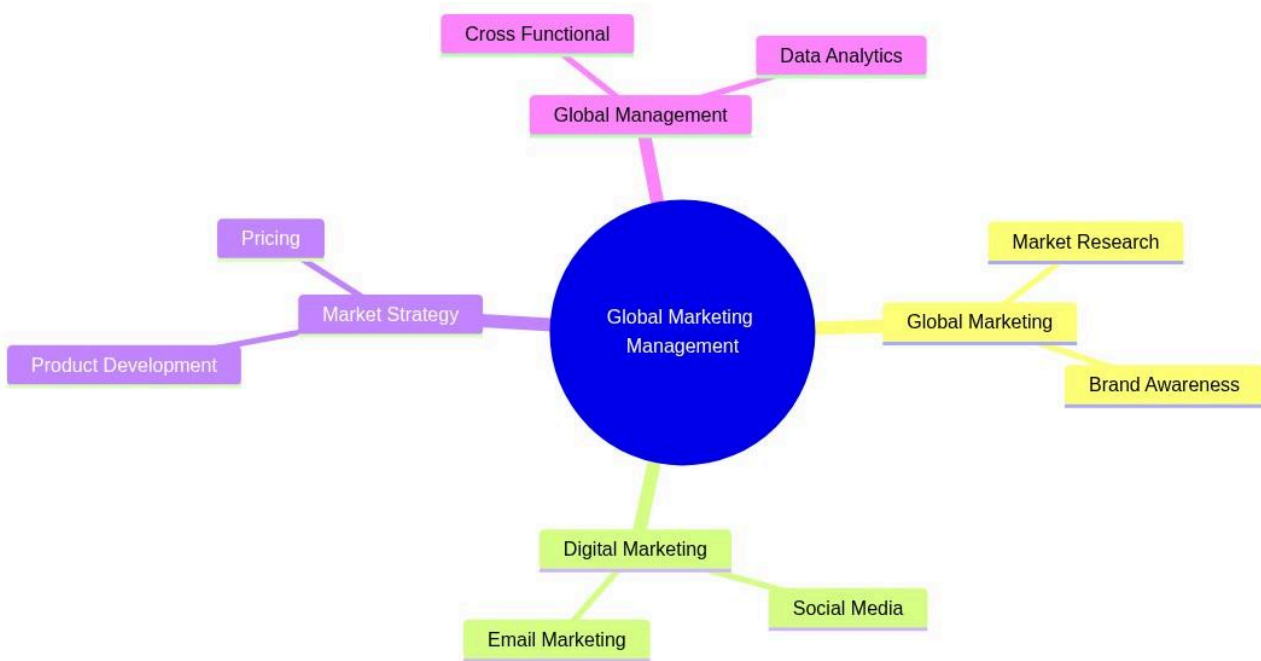 Cross Functional
Data Analytics
Global Management
Pricing
Market Research
Market Strategy
Global Marketing
Management
Global Marketing
Product Development
Brand Awareness
Digital Marketing
Social Media
Email Marketing